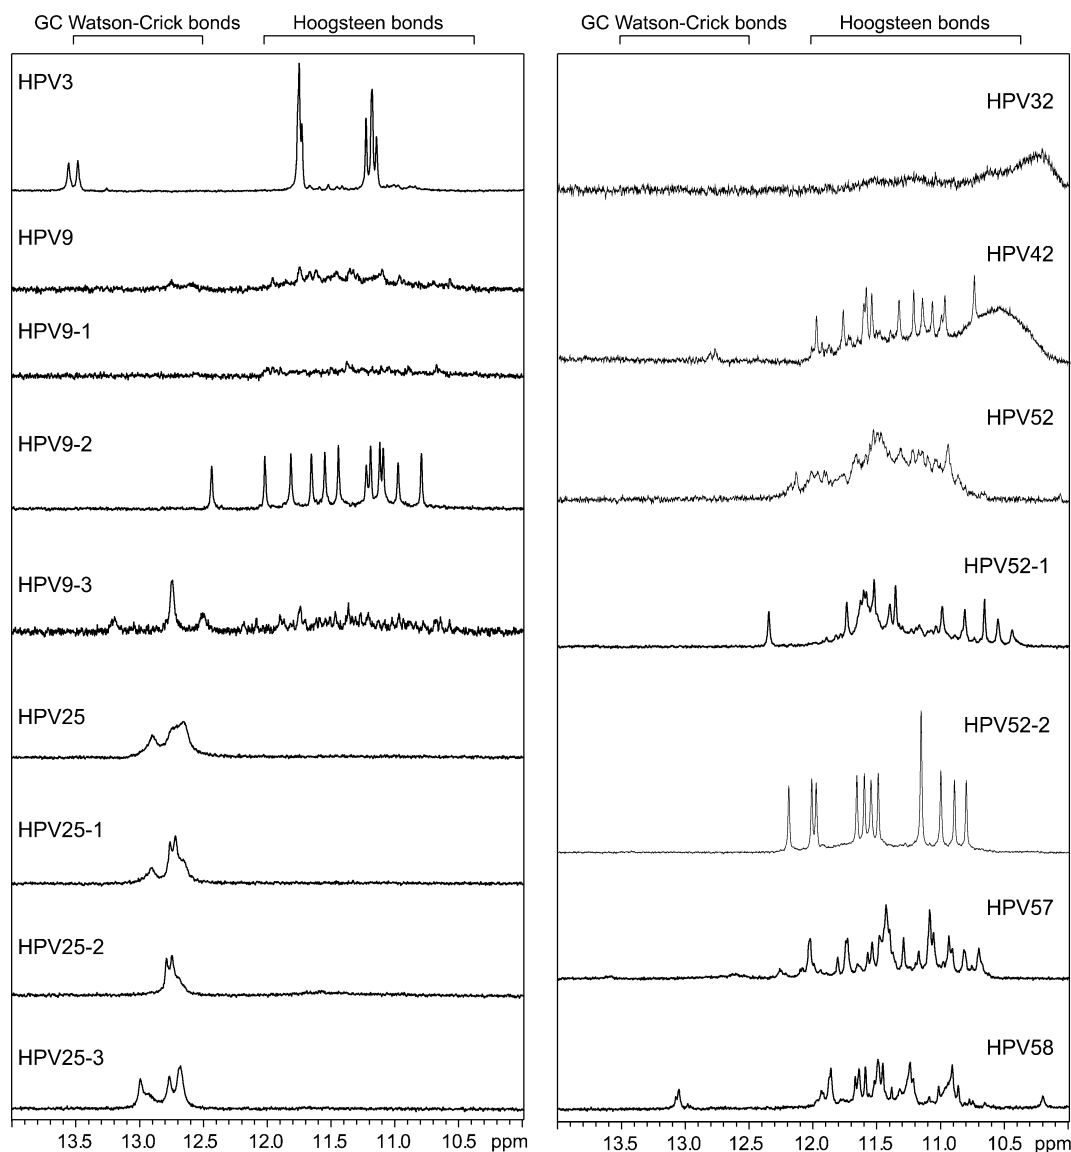 GC Watson-Crick bonds Hoogsteen bonds
HPV3
HPV9
HPV9-1
HPV9-2
HPV9-3
HPV25
HPV25-1
HPV25-2
HPV25-3
13.5 13.0 12.5 12.0 11.5 11.0 10.5 ppm
GC Watson-Crick bonds Hoogsteen bonds
HPV32
HPV42
HPV52
HPV52-1
HPV52-2
HPV57
HPV58
13.5 13.0 12.5 12.0 11.5 11.0 10.5 ppm